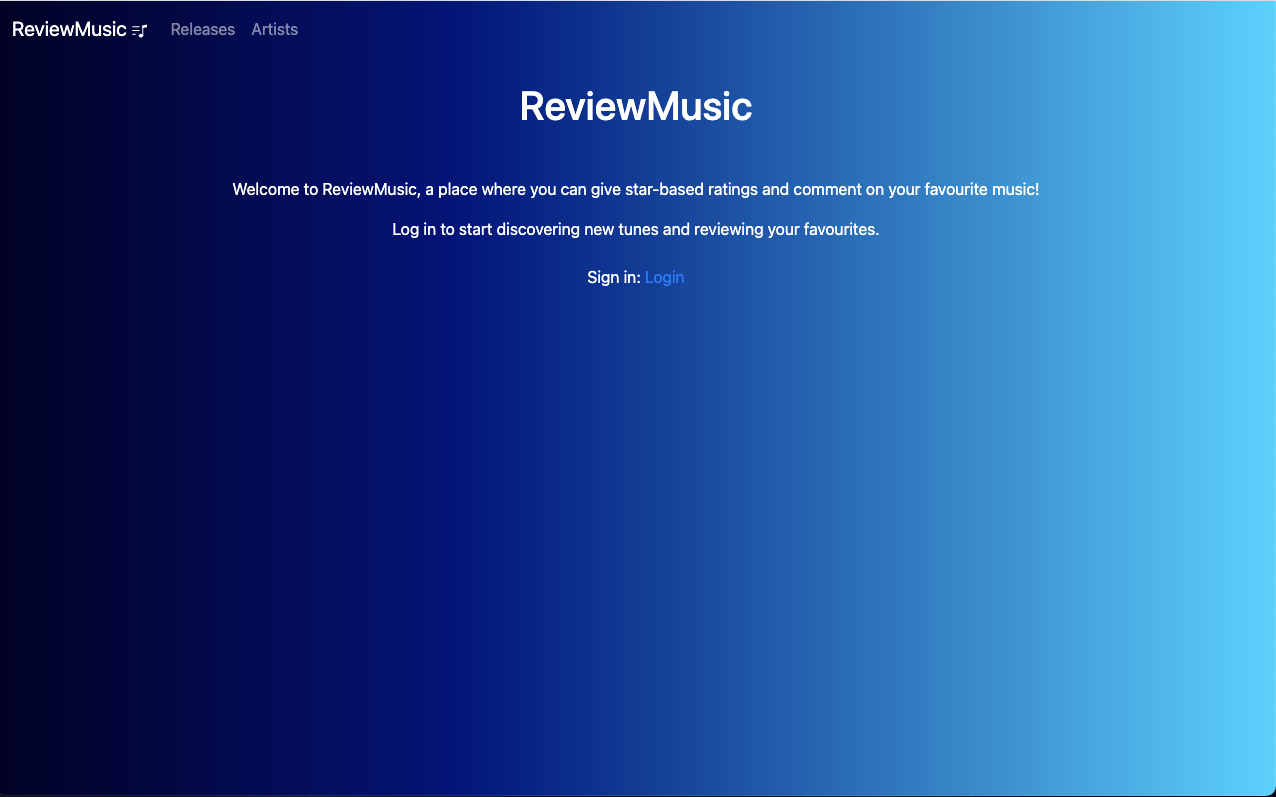 ReviewMusic Releases Artists
ReviewMusic
Welcome to ReviewMusic, a place where you can give star-based ratings and comment on your favourite music!
Log in to start discovering new tunes and reviewing your favourites.
Sign in: Login